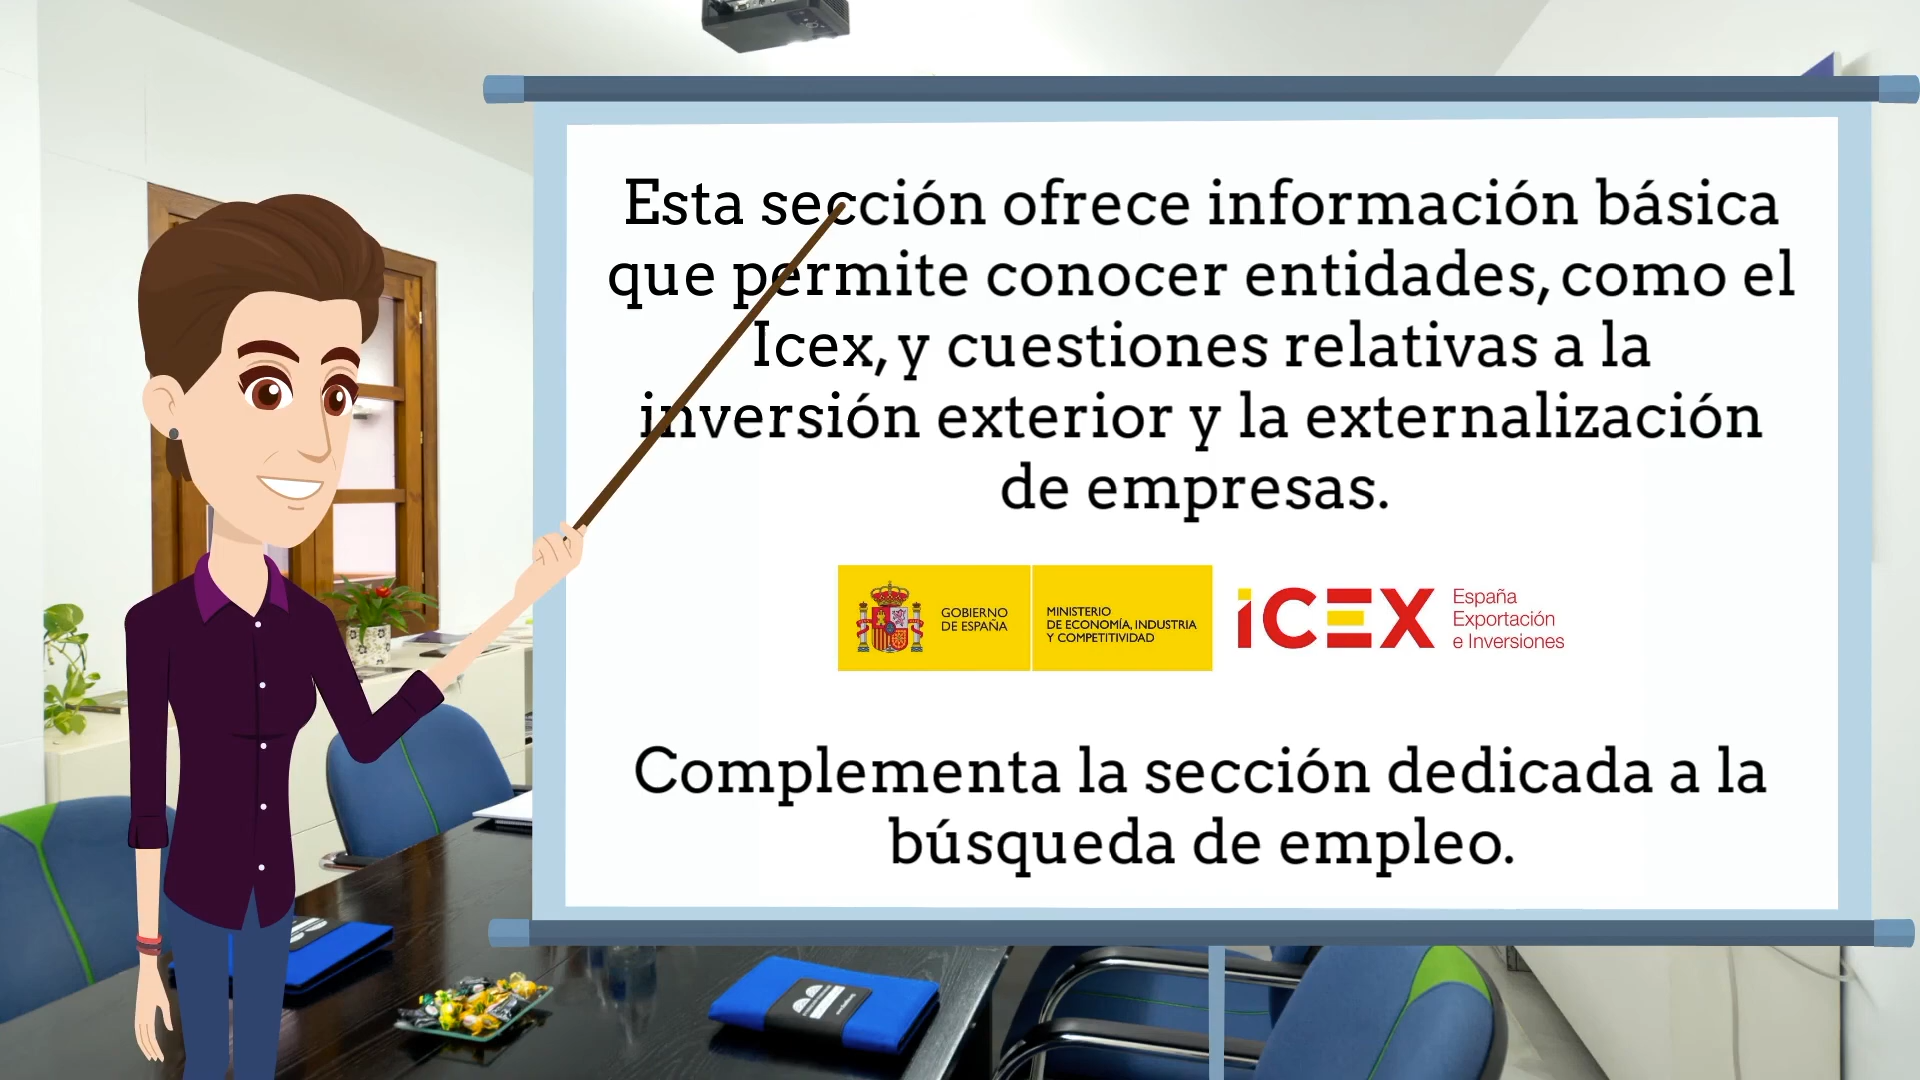 Esta sección ofrece información básica
que permite conocer entidades, como el
Icex, y cuestiones relativas a la
inversión exterior y la externalización
de empresas.
GOBIERNO
DE ESPAÑA
MINISTERIO
DE ECONOMÍA, INDUSTRIA
Y COMPETITIVIDAD
iCEX
España
Exportación
e Inversiones
Complementa la sección dedicada a la
búsqueda de empleo.